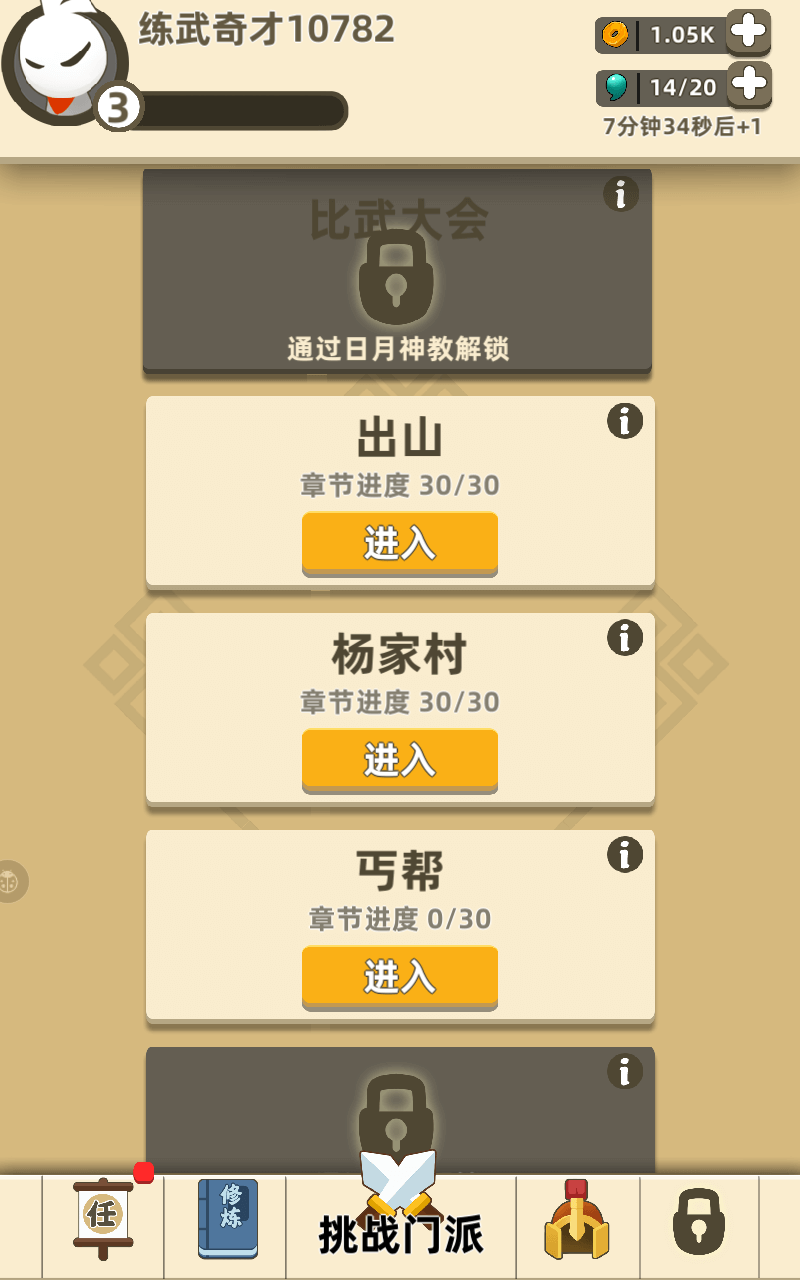 练武奇才10782
1.05K
3
14/20
7分钟34秒后+1
比武大会
通过日月神教解锁
出山
章节进度 30/30
进入
杨家村
章节进度 30/30
进入
丐帮
章节进度 0/30
进入
任
修炼
挑战门派